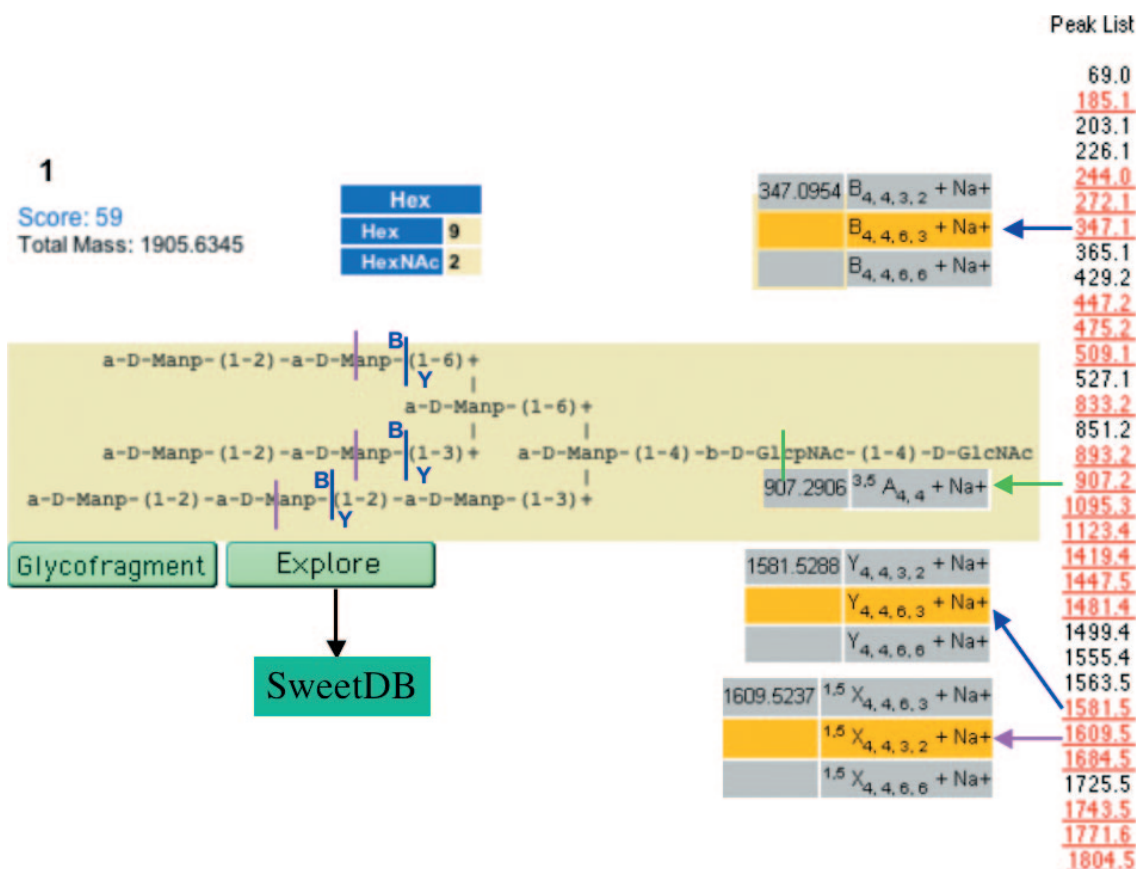 Peak List
69.0
185.1
203.1
226.1
244.0
272.1
347.1
365.1
429.2
447.2
475.2
509.1
527.1
833.2
851.2
893.2
907.2
1095.3
1123.4
1419.4
1447.5
1481.4
1499.4
1555.4
1563.5
1581.5
1609.5
1684.5
1725.5
1743.5
1771.6
1804.5
1
Score: 59
Total Mass: 1905.6345
Hex
Hex 9
HexNAc 2
347.0954 B4, 4, 3, 2 + Na+
B4, 4, 6, 3 + Na+
B4, 4, 6, 6 + Na+
B
a-D-Manp-(1-2)-a-D-Manp-(1-6)+
Y
a-D-Manp-(1-6)+
B
a-D-Manp-(1-2)-a-D-Manp-(1-3)+ a-D-Manp-(1-4)-b-D-GlcpNAc-(1-4)-D-GlcNAc
Y
B
a-D-Manp-(1-2)-a-D-Manp-(1-2)-a-D-Manp-(1-3)+
Y
907.2906 3,5 A4, 4 + Na+
Glycofragment
Explore
SweetDB
1581.5288 Y4, 4, 3, 2 + Na+
Y4, 4, 6, 3 + Na+
Y4, 4, 6, 6 + Na+
1609.5237 1,5 X4, 4, 6, 3 + Na+
1,5 X4, 4, 3, 2 + Na+
1,5 X4, 4, 6, 6 + Na+